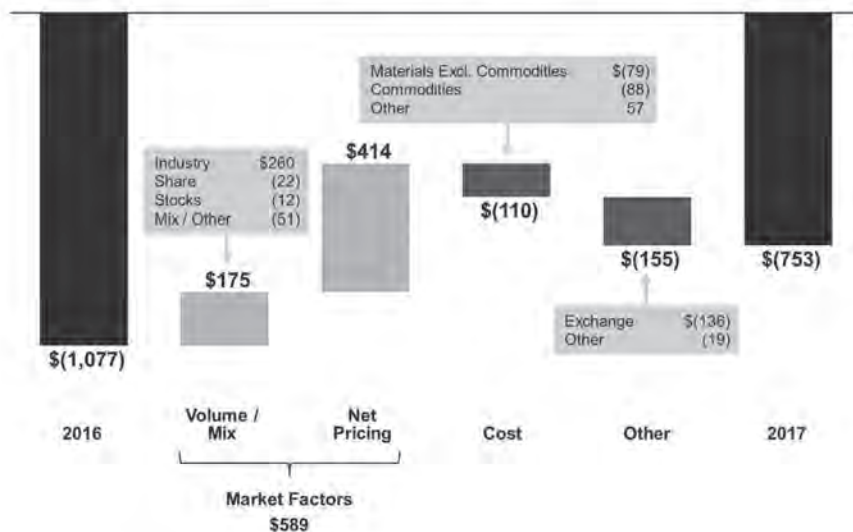 Materials Excl. Commodities $(79)
Commodities (88)
Other 57
Industry $260
Share (22)
Stocks (12)
Mix / Other (51)
$414
$(110)
$175
$(155)
$(753)
Exchange $(136)
Other (19)
$(1,077)
2016
Volume /
Mix
Net
Pricing
Cost
Other
2017
Market Factors
$589